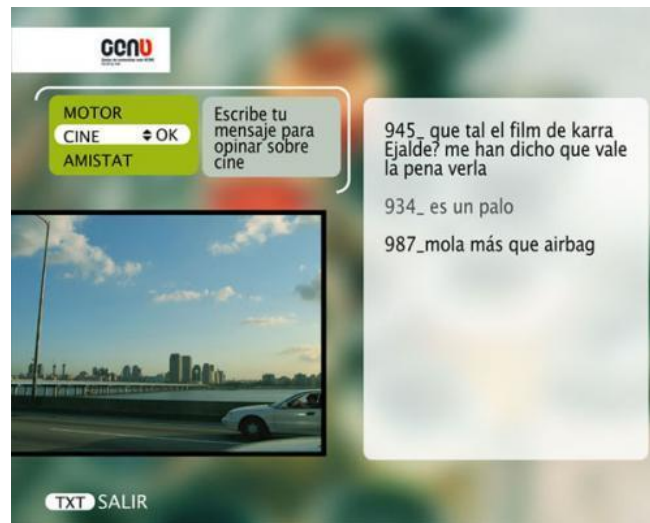 GenU
MOTOR
CINE OK
AMISTAT
Escribe tu
mensaje para
opinar sobre
cine
945_ que tal el film de karra
Ejalde? me han dicho que vale
la pena verla
934_ es un palo
987_mola más que airbag
TXT SALIR